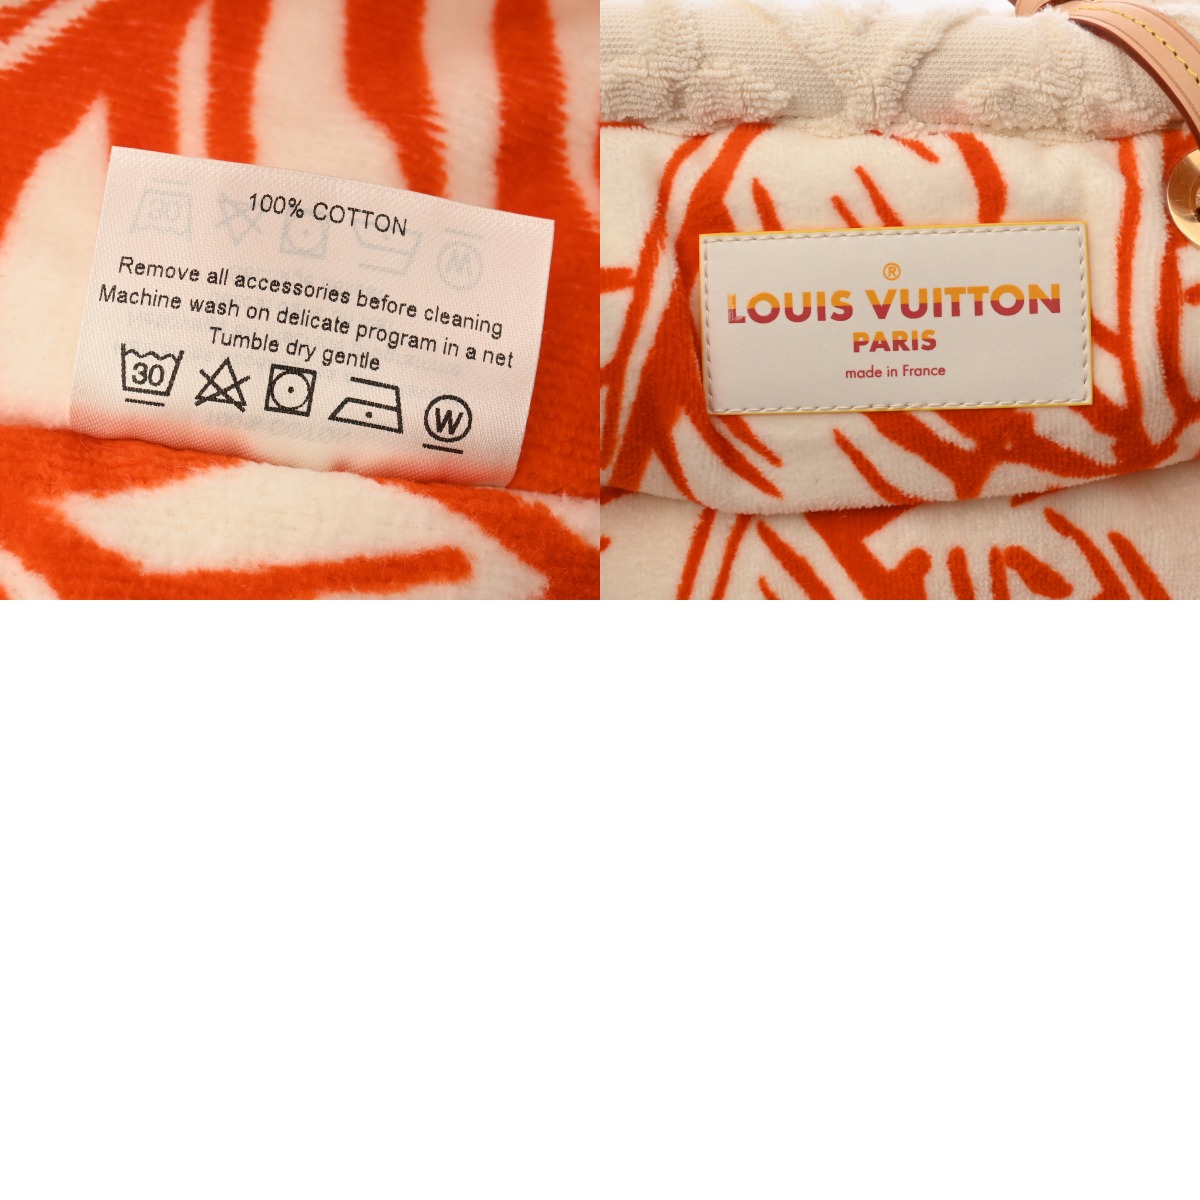 100% COTTON
Remove all accessories before cleaning
Machine wash on delicate program in a net
Tumble dry gentle
30
W
®
LOUIS VUITTON
PARIS
made in France